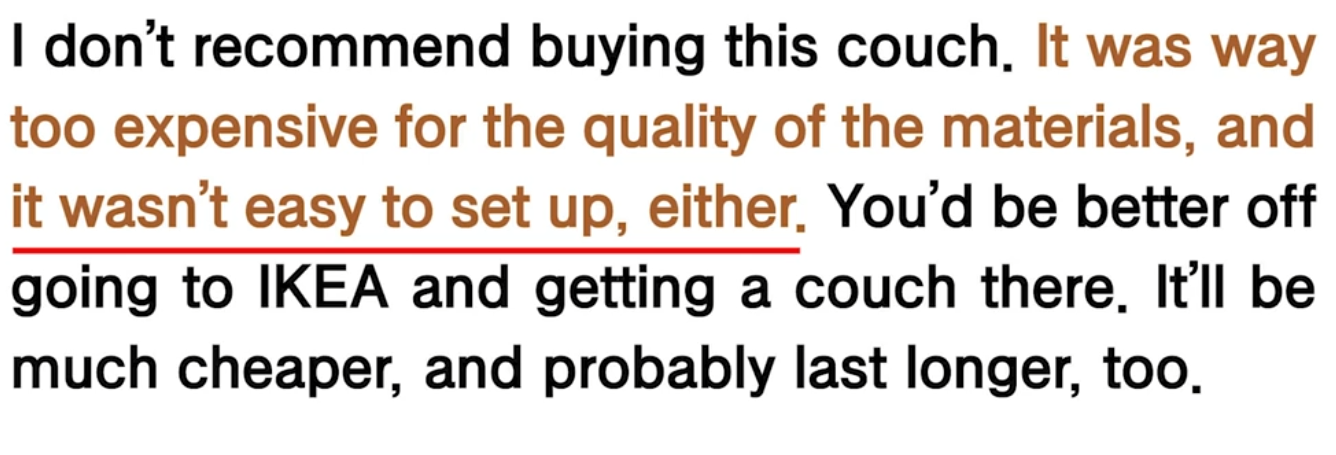 I don’t recommend buying this couch. It was way
too expensive for the quality of the materials, and
it wasn’t easy to set up, either. You’d be better off
going to IKEA and getting a couch there. It’ll be
much cheaper, and probably last longer, too.